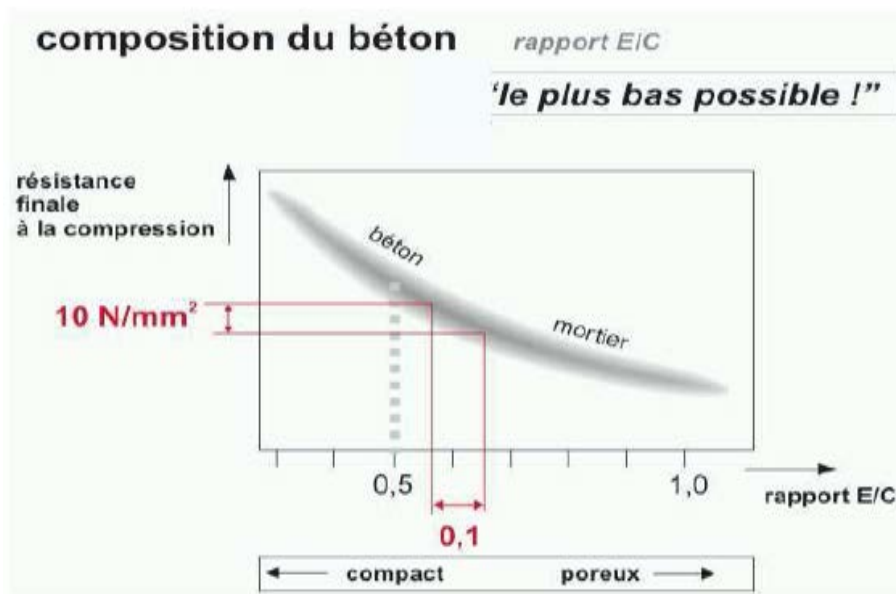 composition du béton rapport E/C
‘le plus bas possible !”
résistance
finale
à la compression
béton
10 N/mm²
mortier
0,5 1,0
rapport E/C
0,1
compact poreux